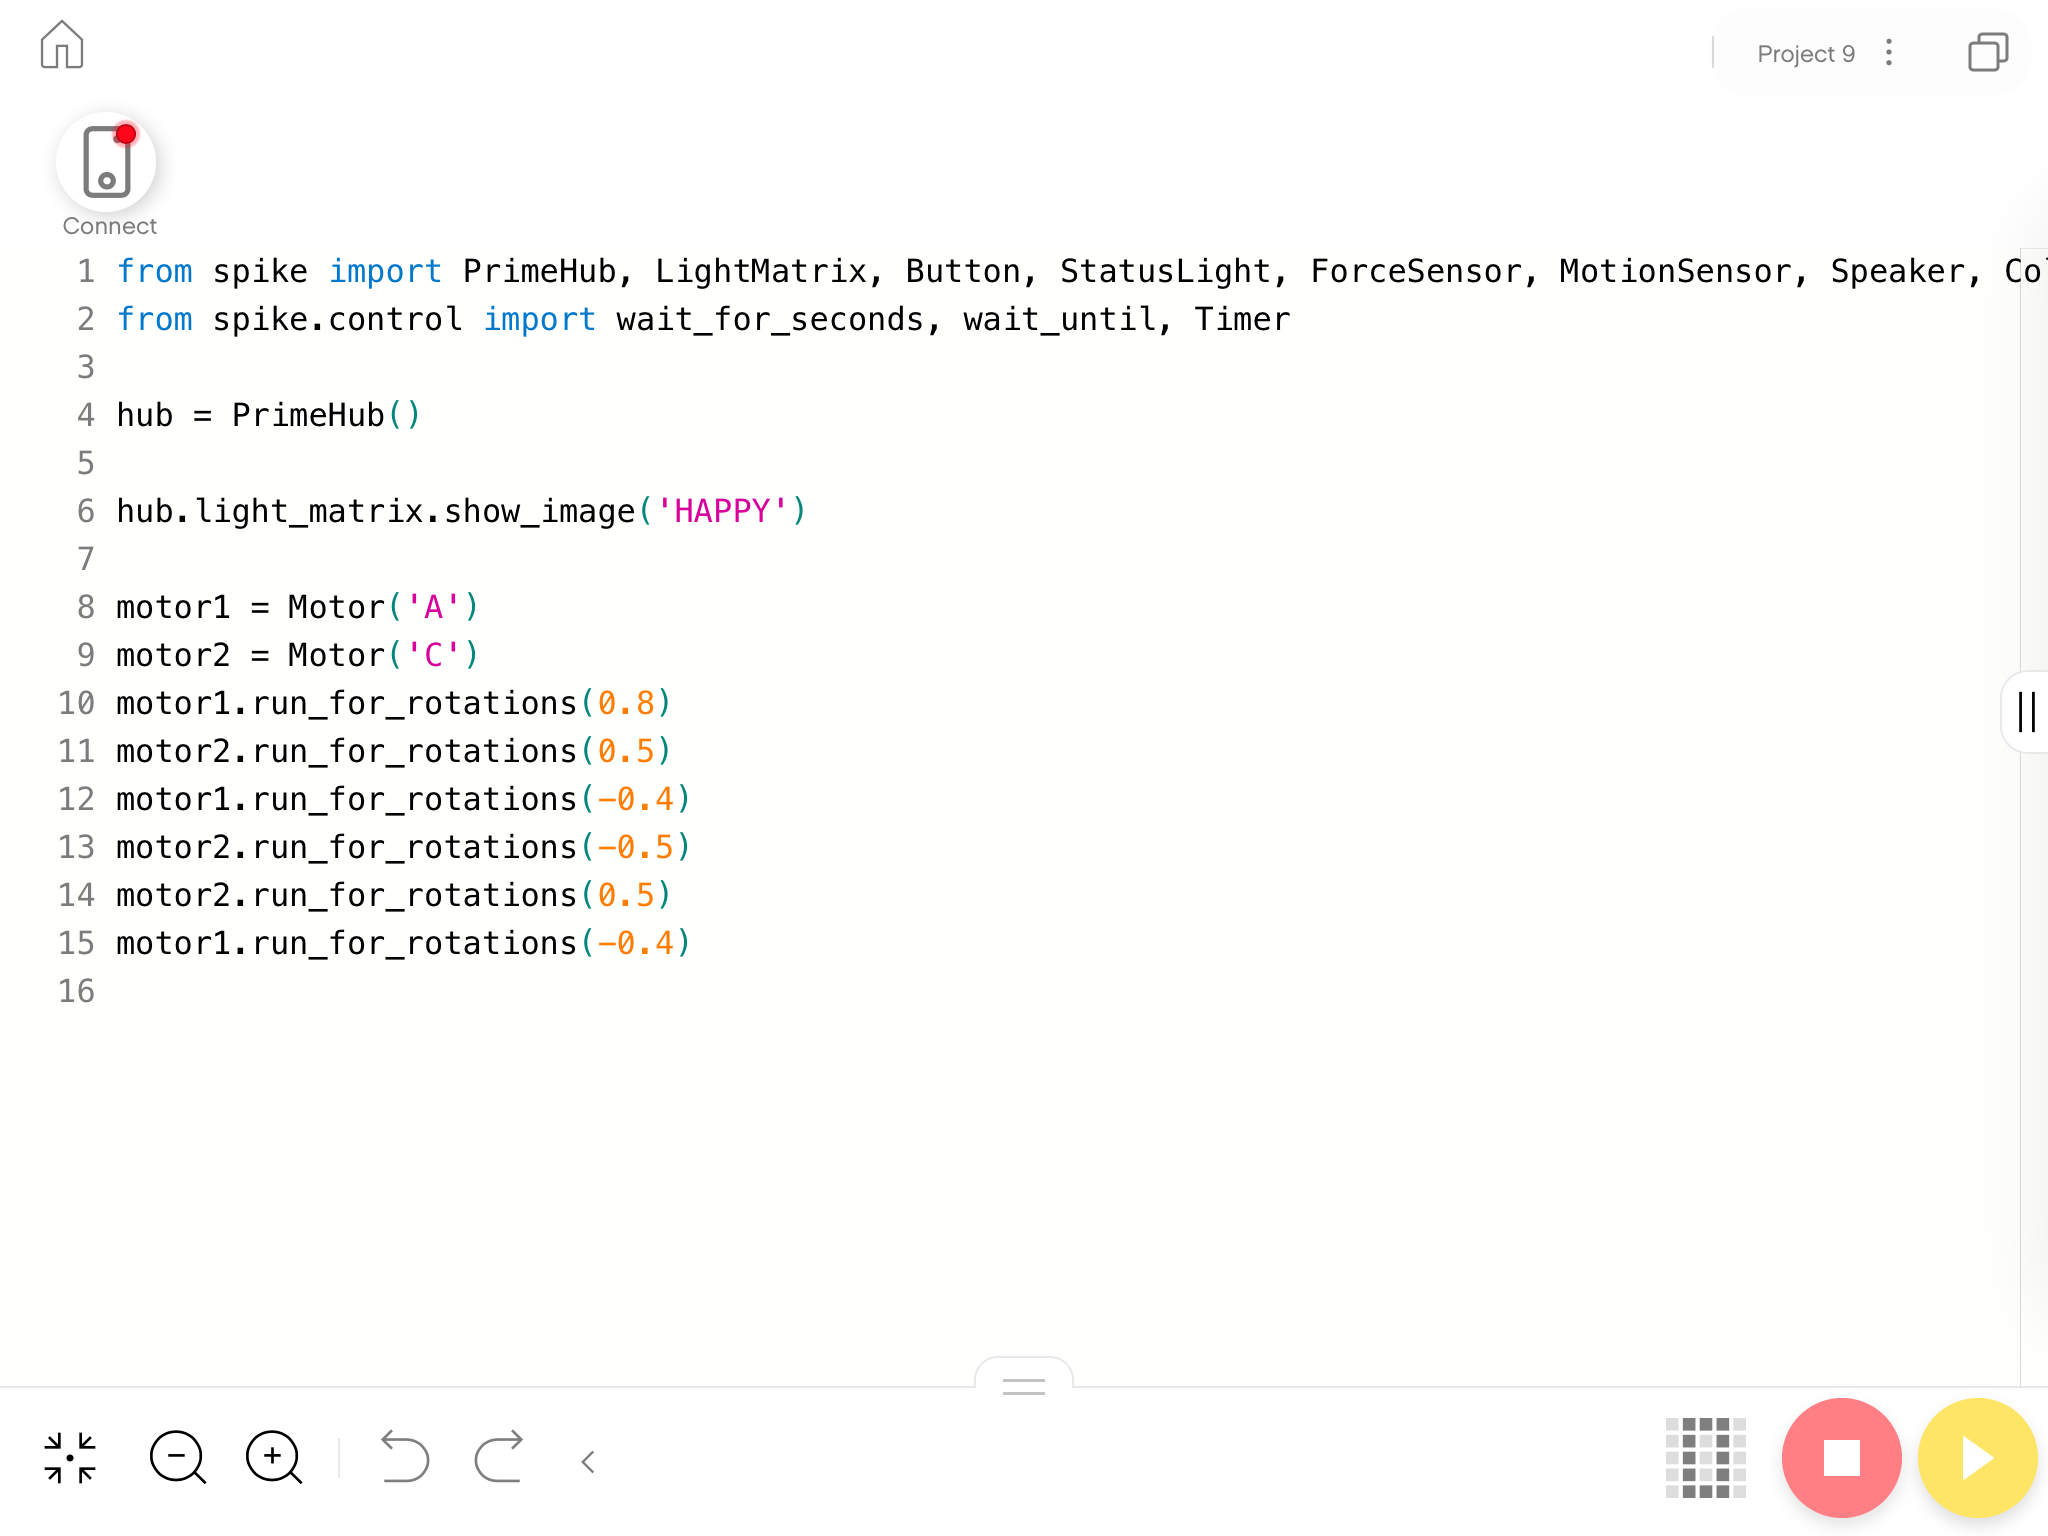 Project 9
Connect
1 from spike import PrimeHub, LightMatrix, Button, StatusLight, ForceSensor, MotionSensor, Speaker,
2 from spike.control import wait_for_seconds, wait_until, Timer
3
4 hub = PrimeHub()
5
6 hub.light_matrix.show_image('HAPPY')
7
8 motor1 = Motor('A')
9 motor2 = Motor('C')
10 motor1.run_for_rotations(0.8)
11 motor2.run_for_rotations(0.5)
12 motor1.run_for_rotations(-0.4)
13 motor2.run_for_rotations(-0.5)
14 motor2.run_for_rotations(0.5)
15 motor1.run_for_rotations(-0.4)
16